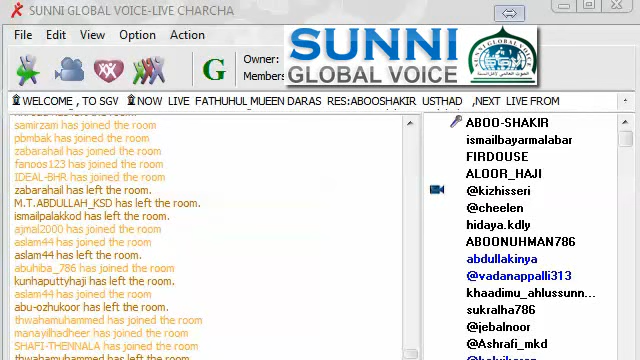 SUNNI GLOBAL VOICE-LIVE CHARCHA
File Edit View Option Action
SUNNI
GLOBAL VOICE
G
Owner:
Members
WELCOME , TO SGV NOW LIVE FATHUHUL MUEEN DARAS RES:ABOOSHAKIR USTHAD ,NEXT LIVE FROM
samirzam has joined the room
pbmbak has joined the room
zabarahail has joined the room
fanoos123 has joined the room
IDEAL-BHR has joined the room
zabarahail has left the room.
M.T.ABDULLAH_KSD has left the room.
ismailpalakkod has left the room.
ajmal2000 has joined the room
aslam44 has joined the room
aslam44 has left the room.
abuhiba_786 has joined the room
kunhaputtyhaji has left the room.
aslam44 has joined the room
abu-ozhukoor has left the room.
thwahamuhammed has joined the room
manayilhadheer has joined the room
SHAFI-THENNALA has joined the room
thwahamuhammed has left the room.
ABOO-SHAKIR
ismailbayarmalabar
FIRDOUSE
ALOOR_HAJI
@kizhisseri
@cheelen
hidaya.kdly
ABOONUHMAN786
abdullakinya
@vadanappalli313
khaadimu_ahlussunn...
sukralha786
@jebalnoor
@Ashrafi_mkd